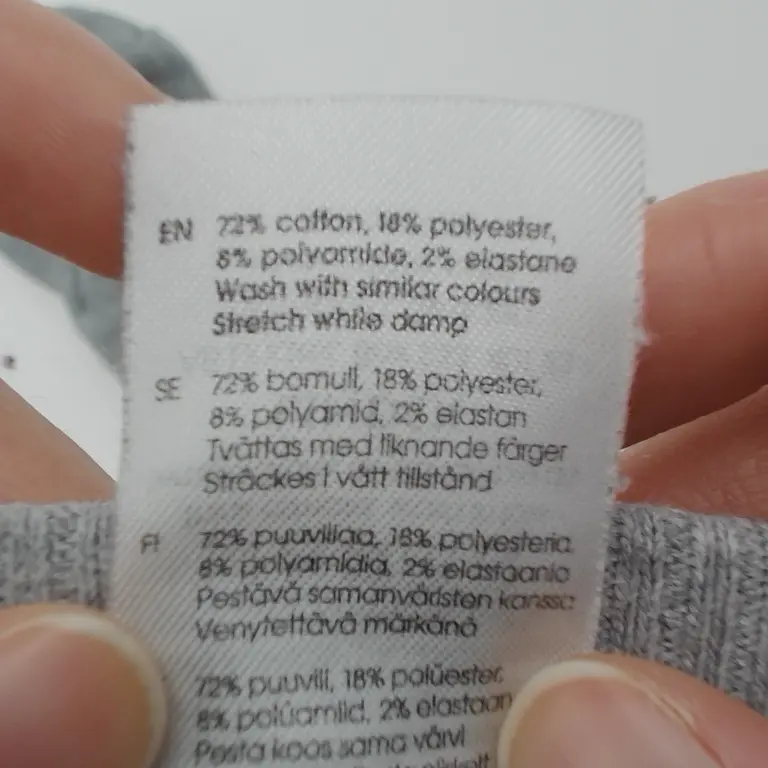 EN 72% cotton, 18% polyester,
8% polyamide, 2% elastane
Wash with similar colours
Stretch while damp
SE 72% bomull, 18% polyester,
8% polyamid, 2% elastan
Tvättas med liknande färger
Sträckes i vått tillstånd
FI 72% puuvillaa, 18% polyesteria
8% polyamidia, 2% elastaania
Pestävä samanväristen kanssa
Venytettävä märkänä
72% puuvill, 18% polüester,
8% polüamiid, 2% elastaan
Pesta koos sama värvi